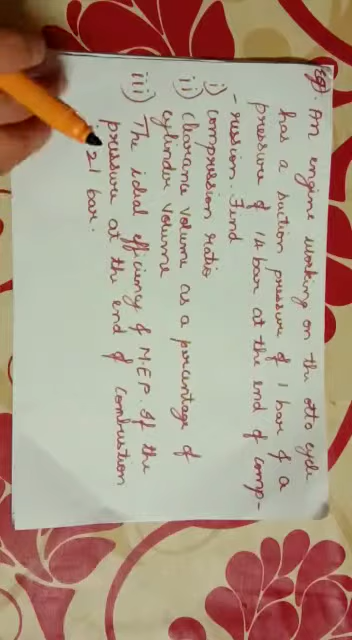 Eg). An engine working on the otto cycle
has a suction pressure of 1 bar & a
pressure of 14 bar at the end of comp-
-ression. Find
i) compression ratio
ii) clearance volume as a percentage of
cylinder volume
iii) The idial efficiency & M.E.P. If the
pressure at the end of combustion
21 bar.